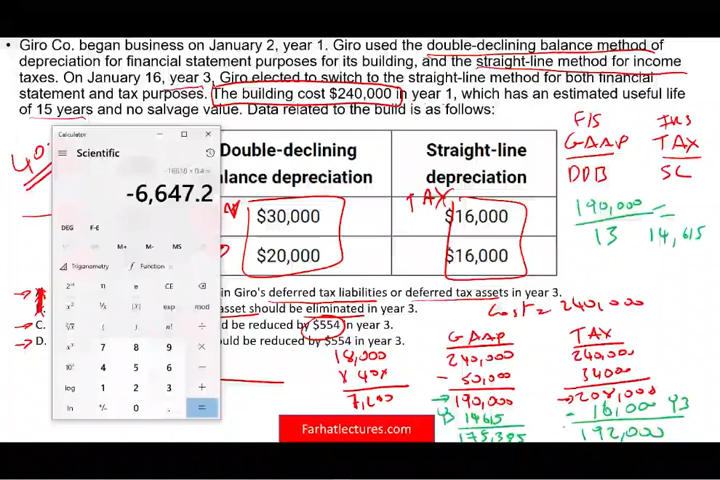 • Giro Co. began business on January 2, year 1. Giro used the double-declining balance method of
depreciation for financial statement purposes for its building, and the straight-line method for income
taxes. On January 16, year 3, Giro elected to switch to the straight-line method for both financial
statement and tax purposes. The building cost $240,000 in year 1, which has an estimated useful life
of 15 years and no salvage value. Data related to the build is as follows:
F/S
GAAP TAX
DDB SL
190,000 =
13 14,615
40%
Calculator
Scientific
-6,647.2
DEG F-E
M+ M- MS
Trigonometry Function
2ⁿᵈ π e CE
x² ¹/x |x| exp mod
²√x ( ) n! ÷
xʸ 7 8 9 ×
10ˣ 4 5 6 −
log 1 2 3 +
ln +/- 0 . =
Double-declining Straight-line
lance depreciation depreciation
TAX
$30,000 $16,000
$20,000 $16,000
in Giro's deferred tax liabilities or deferred tax assets in year 3.
asset should be eliminated in year 3.
C. d be reduced by $554 in year 3.
D. uld be reduced by $554 in year 3.
Cost = 240,000
18,000
x 40%
7,200
GAAP
240,000
- 50,000
190,000
Y3 14615
175,385
TAX
240,000
208,000
- 16,000 Y3
192,000
Farhatlectures.com